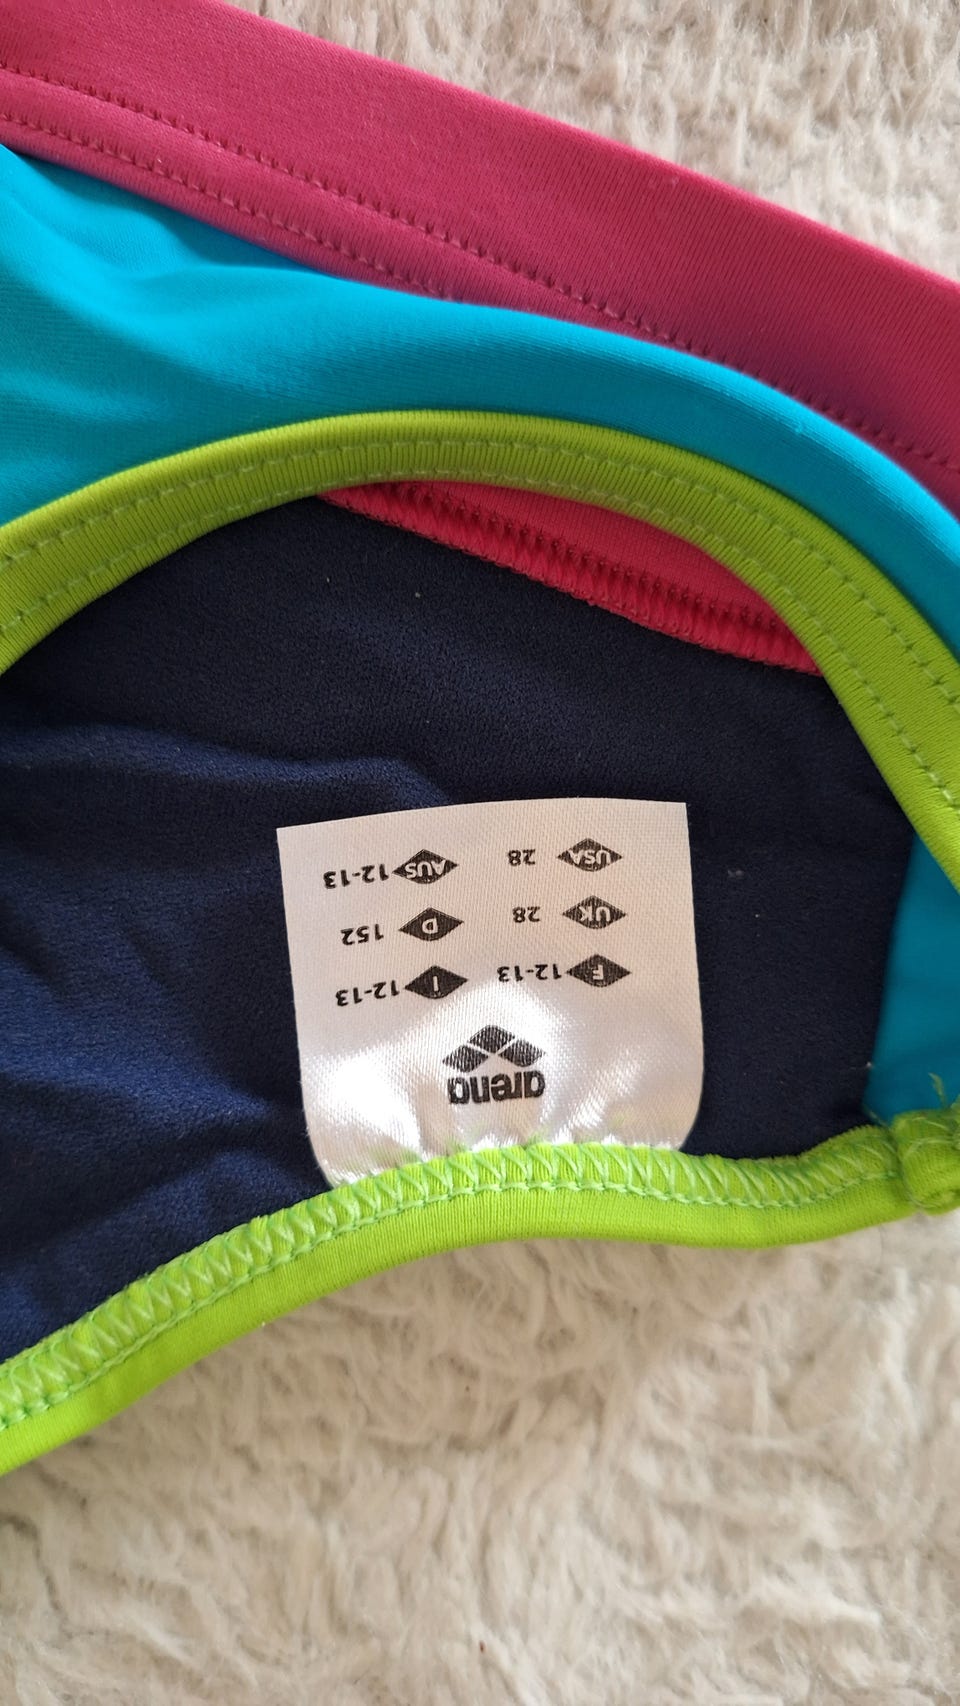 arena
F 12-13 I 12-13
UK 28 D 152
USA 28 AUS 12-13